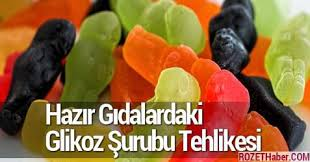 Hazır Gıdalardaki
Glikoz Şurubu Tehlikesi
ROZETHaber.COM